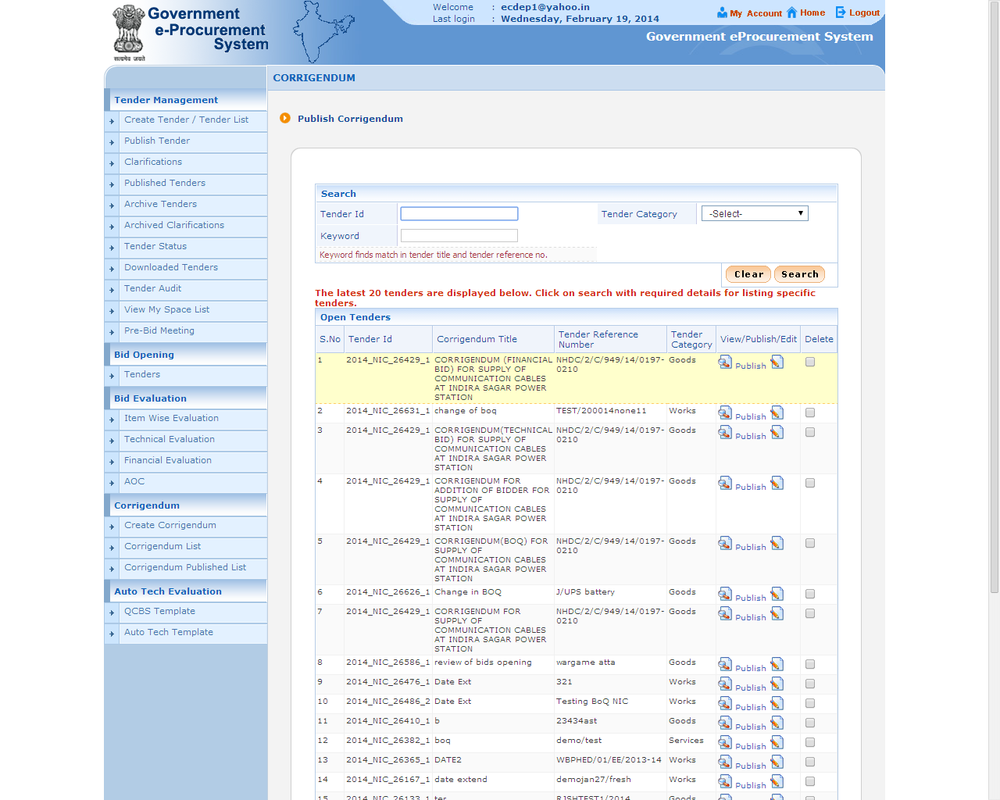 Government
e-Procurement
System
सत्यमेव जयते
Welcome : ecdep1@yahoo.in
Last login : Wednesday, February 19, 2014
My Account Home Logout
Government eProcurement System
CORRIGENDUM
Tender Management
Create Tender / Tender List
Publish Tender
Clarifications
Published Tenders
Archive Tenders
Archived Clarifications
Tender Status
Downloaded Tenders
Tender Audit
View My Space List
Pre-Bid Meeting
Bid Opening
Tenders
Bid Evaluation
Item Wise Evaluation
Technical Evaluation
Financial Evaluation
AOC
Corrigendum
Create Corrigendum
Corrigendum List
Corrigendum Published List
Auto Tech Evaluation
QCBS Template
Auto Tech Template
Publish Corrigendum
Search
Tender Id Tender Category -Select-
Keyword
Keyword finds match in tender title and tender reference no.
Clear Search
The latest 20 tenders are displayed below. Click on search with required details for listing specific
tenders.
Open Tenders
S.No Tender Id Corrigendum Title Tender Reference Number Tender Category View/Publish/Edit Delete
1 2014_NIC_26429_1 CORRIGENDUM (FINANCIAL NHDC/2/C/949/14/0197- Goods Publish
BID) FOR SUPPLY OF 0210
COMMUNICATION CABLES
AT INDIRA SAGAR POWER
STATION
2 2014_NIC_26631_1 change of boq TEST/200014none11 Works Publish
3 2014_NIC_26429_1 CORRIGENDUM(TECHNICAL NHDC/2/C/949/14/0197- Goods Publish
BID) FOR SUPPLY OF 0210
COMMUNICATION CABLES
AT INDIRA SAGAR POWER
STATION
4 2014_NIC_26429_1 CORRIGENDUM FOR NHDC/2/C/949/14/0197- Goods Publish
ADDITION OF BIDDER FOR 0210
SUPPLY OF
COMMUNICATION CABLES
AT INDIRA SAGAR POWER
STATION
5 2014_NIC_26429_1 CORRIGENDUM(BOQ) FOR NHDC/2/C/949/14/0197- Goods Publish
SUPPLY OF 0210
COMMUNICATION CABLES
AT INDIRA SAGAR POWER
STATION
6 2014_NIC_26626_1 Change in BOQ J/UPS battery Goods Publish
7 2014_NIC_26429_1 CORRIGENDUM FOR NHDC/2/C/949/14/0197- Goods Publish
SUPPLY OF 0210
COMMUNICATION CABLES
AT INDIRA SAGAR POWER
STATION
8 2014_NIC_26586_1 review of bids opening wargame atta Goods Publish
9 2014_NIC_26476_1 Date Ext 321 Works Publish
10 2014_NIC_26486_2 Date Ext Testing BoQ NIC Works Publish
11 2014_NIC_26410_1 b 23434ast Goods Publish
12 2014_NIC_26382_1 boq demo/test Services Publish
13 2014_NIC_26365_1 DATE2 WBPHED/01/EE/2013-14 Works Publish
14 2014_NIC_26167_1 date extend demojan27/fresh Works Publish
15 2014_NIC_26133_1 ter RJSHTEST1/2014 Goods